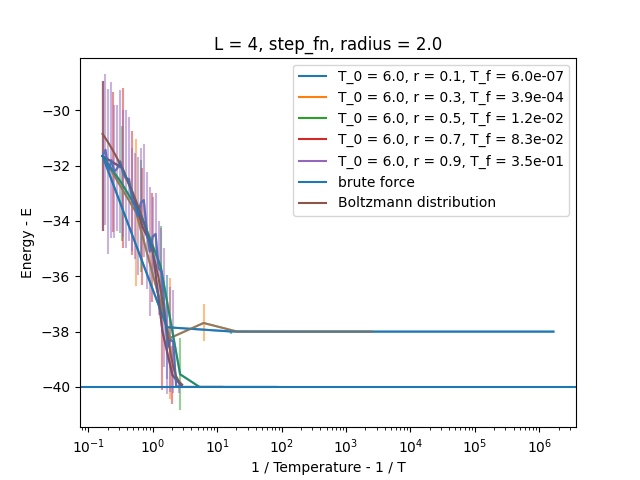 L = 4, step_fn, radius = 2.0
T_0 = 6.0, r = 0.1, T_f = 6.0e-07
T_0 = 6.0, r = 0.3, T_f = 3.9e-04
T_0 = 6.0, r = 0.5, T_f = 1.2e-02
T_0 = 6.0, r = 0.7, T_f = 8.3e-02
T_0 = 6.0, r = 0.9, T_f = 3.5e-01
brute force
Boltzmann distribution
Energy - E
−30
−32
−34
−36
−38
−40
10⁻¹ 10⁰ 10¹ 10² 10³ 10⁴ 10⁵ 10⁶
1 / Temperature - 1 / T